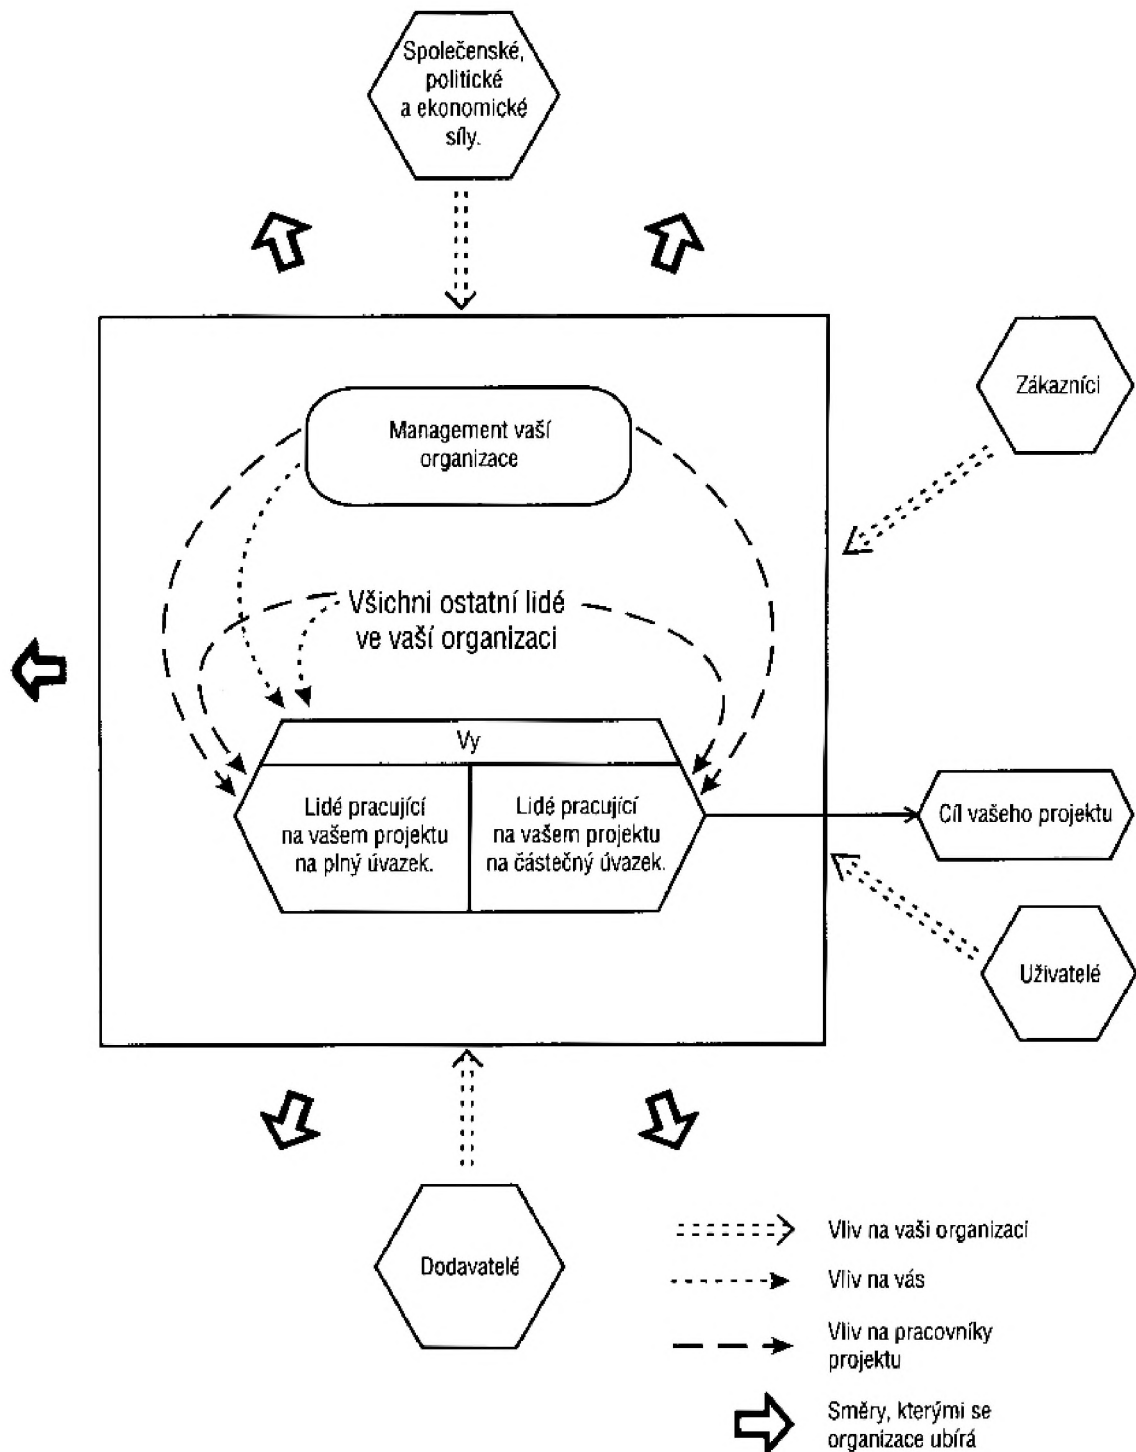 Společenské,
politické
a ekonomické
síly.
Zákazníci
Management vaší
organizace
Všichni ostatní lidé
ve vaší organizaci
Vy
Lidé pracující
na vašem projektu
na plný úvazek.
Lidé pracující
na vašem projektu
na částečný úvazek.
Cíl vašeho projektu
Uživatelé
Dodavatelé
Vliv na vaši organizací
Vliv na vás
Vliv na pracovníky
projektu
Směry, kterými se
organizace ubírá